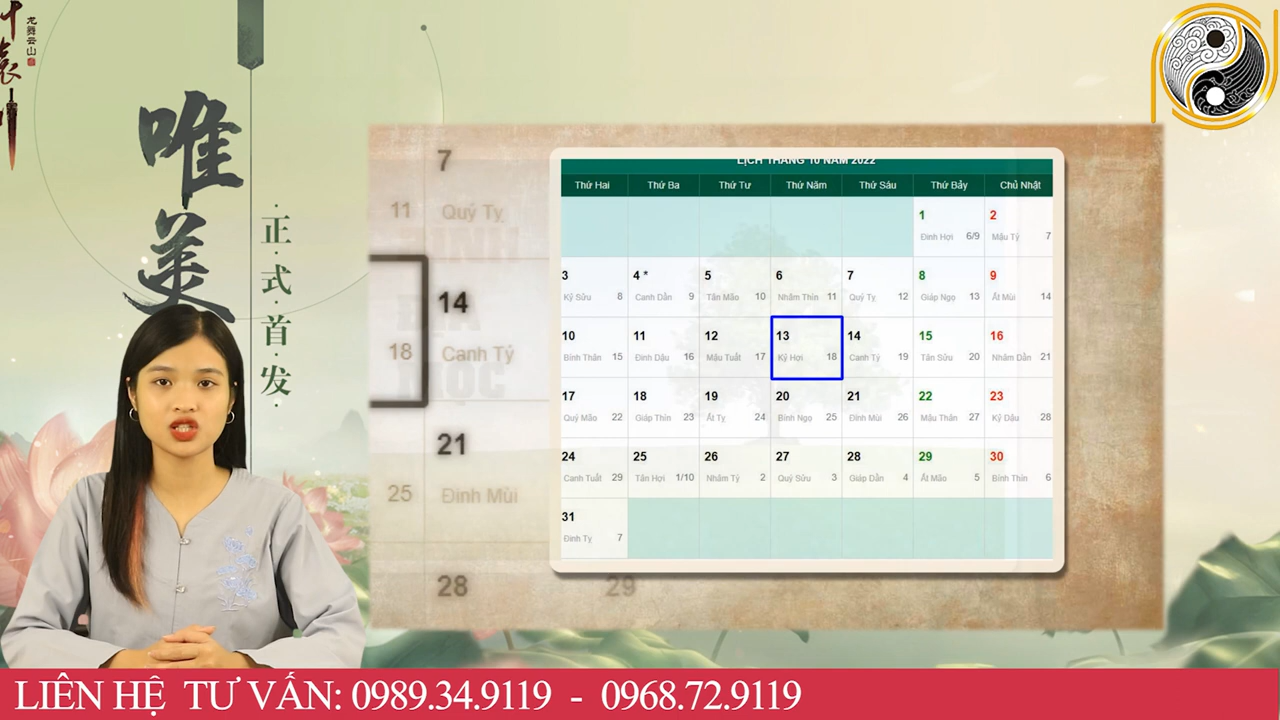 龙舞云山
唯美
正式首发
7
11 Quý Tỵ
14
18 Canh Tý
21
25 Đinh Mùi
28 29
LỊCH THÁNG 10 NĂM 2022
Thứ Hai Thứ Ba Thứ Tư Thứ Năm Thứ Sáu Thứ Bảy Chủ Nhật
1 2
Đinh Hợi 6/9 Mậu Tý 7
3 4 * 5 6 7 8 9
Kỷ Sửu 8 Canh Dần 9 Tân Mão 10 Nhâm Thìn 11 Quý Tỵ 12 Giáp Ngọ 13 Ất Mùi 14
10 11 12 13 14 15 16
Bính Thân 15 Đinh Dậu 16 Mậu Tuất 17 Kỷ Hợi 18 Canh Tý 19 Tân Sửu 20 Nhâm Dần 21
17 18 19 20 21 22 23
Quý Mão 22 Giáp Thìn 23 Ất Tỵ 24 Bính Ngọ 25 Đinh Mùi 26 Mậu Thân 27 Kỷ Dậu 28
24 25 26 27 28 29 30
Canh Tuất 29 Tân Hợi 1/10 Nhâm Tý 2 Quý Sửu 3 Giáp Dần 4 Ất Mão 5 Bính Thìn 6
31
Đinh Tỵ 7
LIÊN HỆ TƯ VẤN: 0989.34.9119 - 0968.72.9119